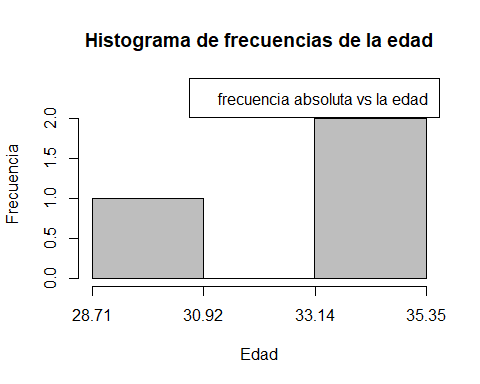 Histograma de frecuencias de la edad
frecuencia absoluta vs la edad
Frecuencia
2.0
1.5
1.0
0.5
0.0
28.71 30.92 33.14 35.35
Edad